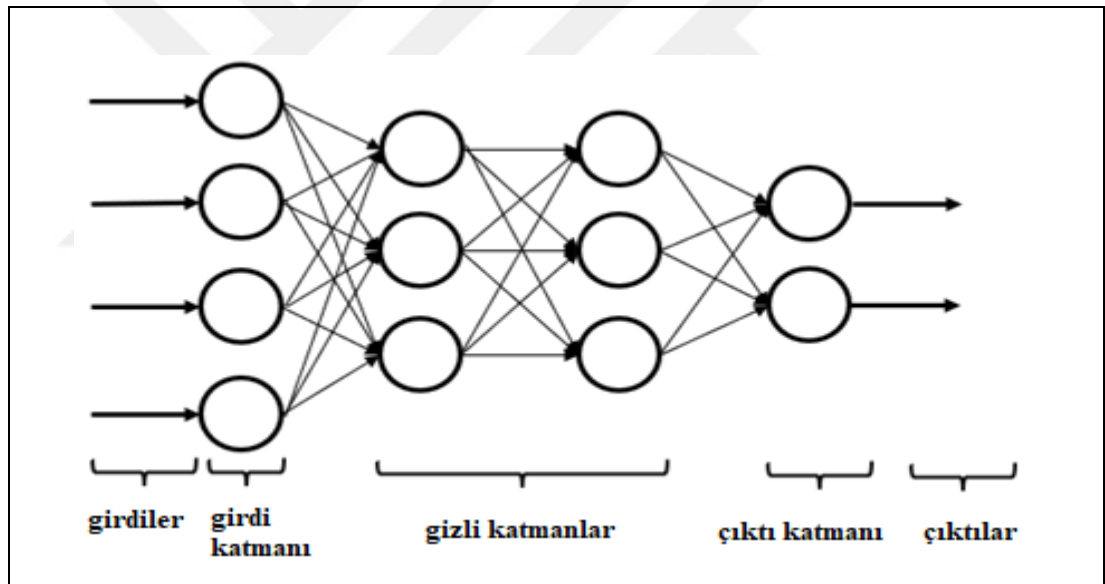 girdiler
girdi
katmanı
gizli katmanlar
çıktı katmanı
çıktılar